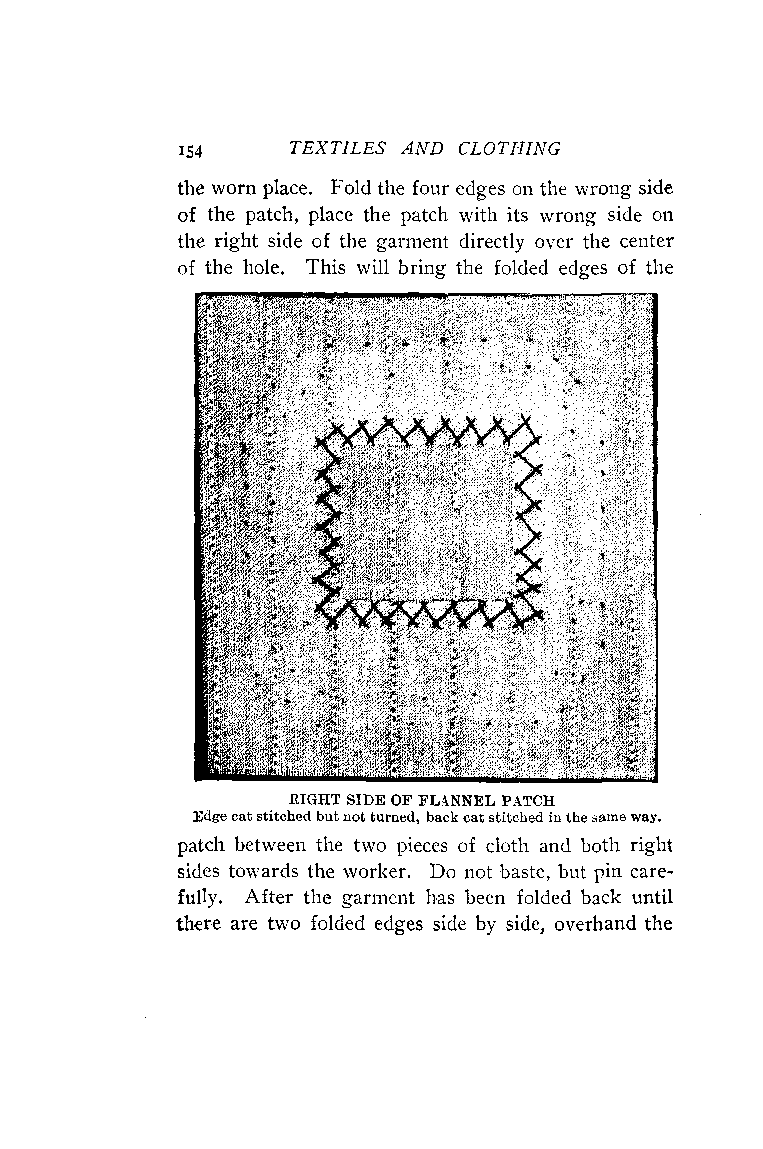 154 TEXTILES AND CLOTHING
the worn place. Fold the four edges on the wrong side
of the patch, place the patch with its wrong side on
the right side of the garment directly over the center
of the hole. This will bring the folded edges of the
RIGHT SIDE OF FLANNEL PATCH
Edge cat stitched but not turned, back cat stitched in the same way.
patch between the two pieces of cloth and both right
sides towards the worker. Do not baste, but pin care-
fully. After the garment has been folded back until
there are two folded edges side by side, overhand the